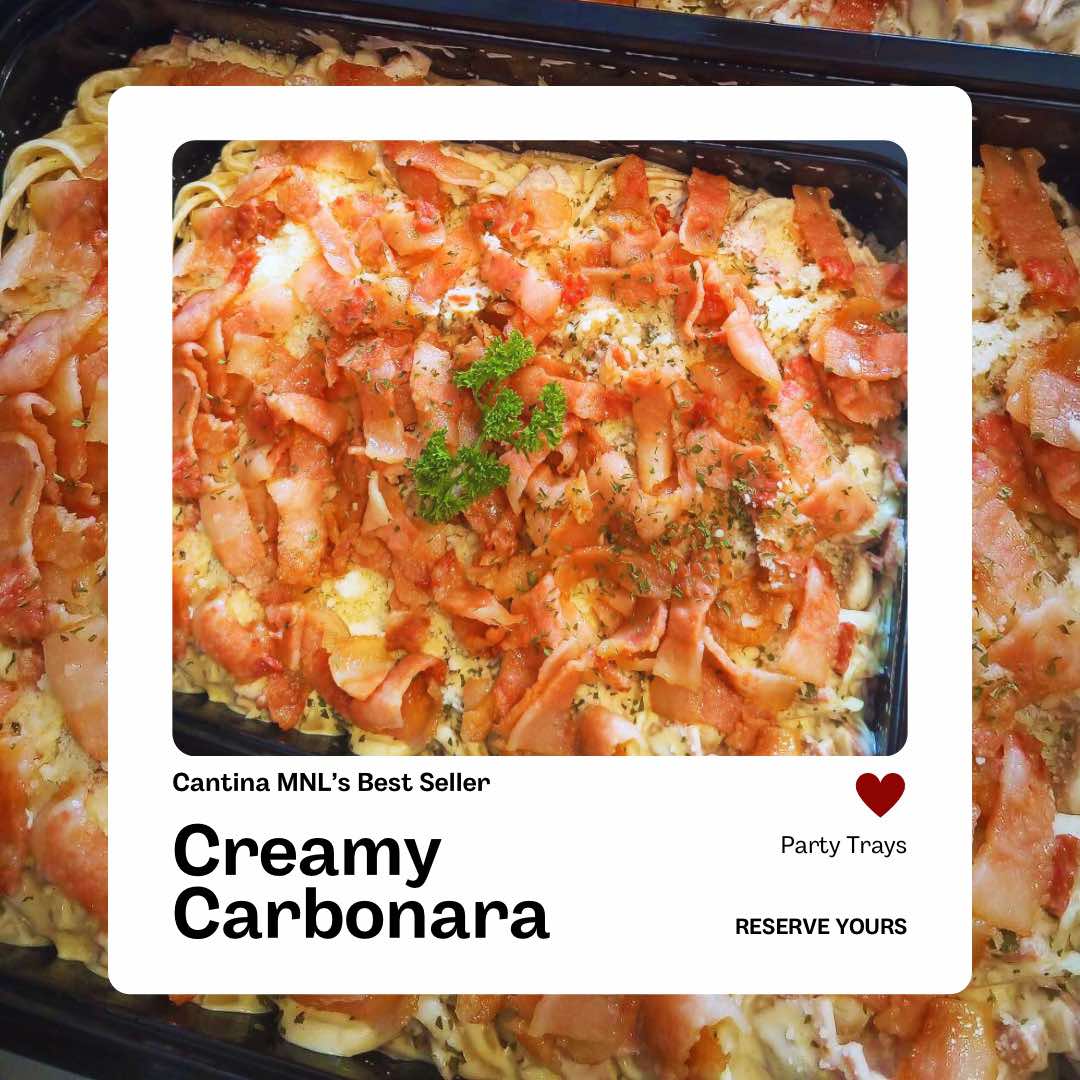 Cantina MNL’s Best Seller
Creamy
Carbonara
Party Trays
RESERVE YOURS